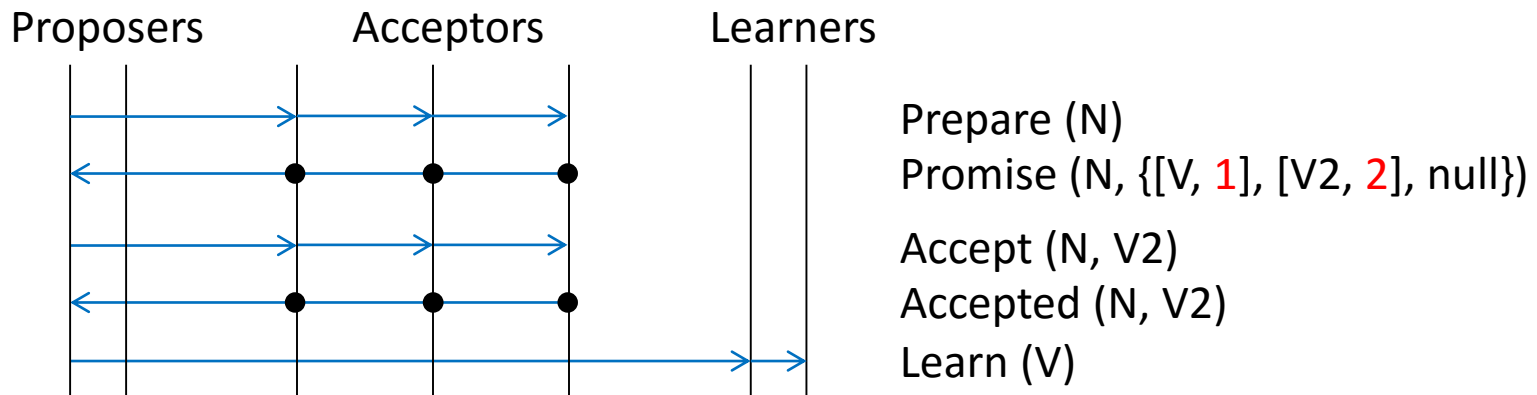 Proposers Acceptors Learners
Prepare (N)
Promise (N, {[V, 1], [V2, 2], null})
Accept (N, V2)
Accepted (N, V2)
Learn (V)